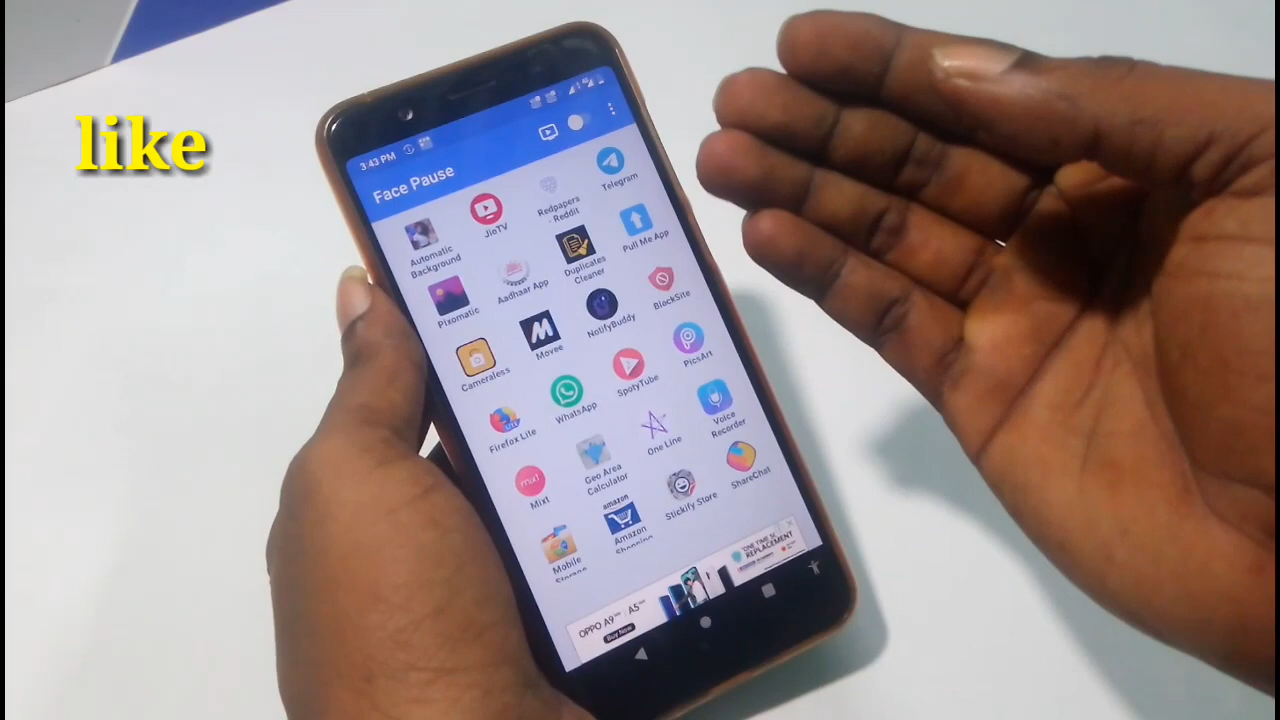 like
3:43 PM
Face Pause
Automatic
Background
JioTV
Redpapers
- Reddit
Telegram
Pixomatic
Aadhaar App
Duplicates
Cleaner
Pull Me App
Cameraless
Movee
NotifyBuddy
BlockSite
Firefox Lite
WhatsApp
SpotyTube
PicsArt
mixt
Mixt
Geo Area
Calculator
One Line
Voice
Recorder
Mobile
Storage
amazon
Amazon
Shopping
Stickify Store
ShareChat
OPPO A9 | A5
Buy Now
REPLACEMENT